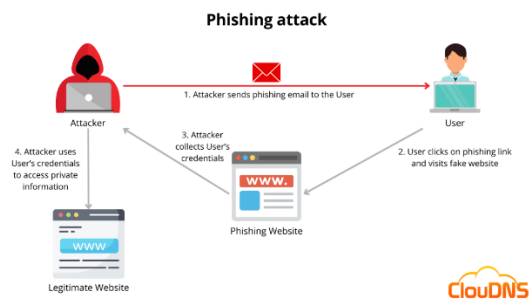 Phishing attack
1. Attacker sends phishing email to the User
Attacker
User
4. Attacker uses
User's credentials
to access private
information
3. Attacker
collects User's
credentials
2. User clicks on phishing link
and visits fake website
www.
Phishing Website
WWW
Legitimate Website
ClouDNS